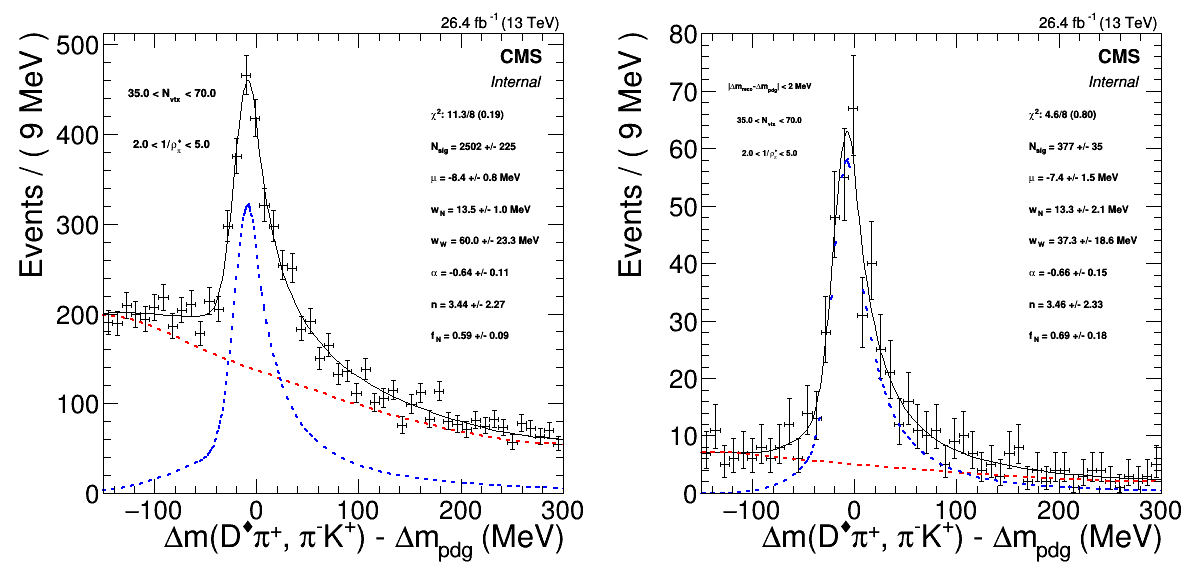 26.4 fb⁻¹ (13 TeV)
CMS
Internal
35.0 < N_vtx < 70.0
2.0 < 1/ρ_π^♦ < 5.0
χ²: 11.3/8 (0.19)
N_sig = 2502 +/- 225
μ = -8.4 +/- 0.8 MeV
w_N = 13.5 +/- 1.0 MeV
w_W = 60.0 +/- 23.3 MeV
α = -0.64 +/- 0.11
n = 3.44 +/- 2.27
f_N = 0.59 +/- 0.09
Events / ( 9 MeV )
500
400
300
200
100
0
−100 0 100 200 300
Δm(D^♦π⁺, π⁻K⁺) - Δm_pdg (MeV)
26.4 fb⁻¹ (13 TeV)
CMS
Internal
|Δm_reco-Δm_pdg| < 2 MeV
35.0 < N_vtx < 70.0
2.0 < 1/ρ_π^♦ < 5.0
χ²: 4.6/8 (0.80)
N_sig = 377 +/- 35
μ = -7.4 +/- 1.5 MeV
w_N = 13.3 +/- 2.1 MeV
w_W = 37.3 +/- 18.6 MeV
α = -0.66 +/- 0.15
n = 3.46 +/- 2.33
f_N = 0.69 +/- 0.18
Events / ( 9 MeV )
80
70
60
50
40
30
20
10
0
−100 0 100 200 300
Δm(D^♦π⁺, π⁻K⁺) - Δm_pdg (MeV)